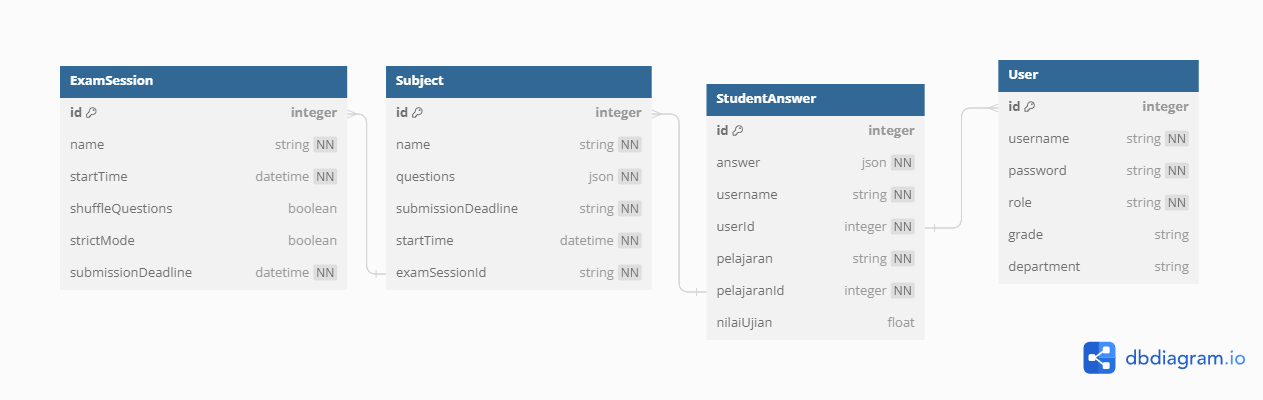 ExamSession
id integer
name string NN
startTime datetime NN
shuffleQuestions boolean
strictMode boolean
submissionDeadline datetime NN
Subject
id integer
name string NN
questions json NN
submissionDeadline string NN
startTime datetime NN
examSessionId string NN
StudentAnswer
id integer
answer json NN
username string NN
userId integer NN
pelajaran string NN
pelajaranId integer NN
nilaiUjian float
User
id integer
username string NN
password string NN
role string NN
grade string
department string
dbdiagram.io